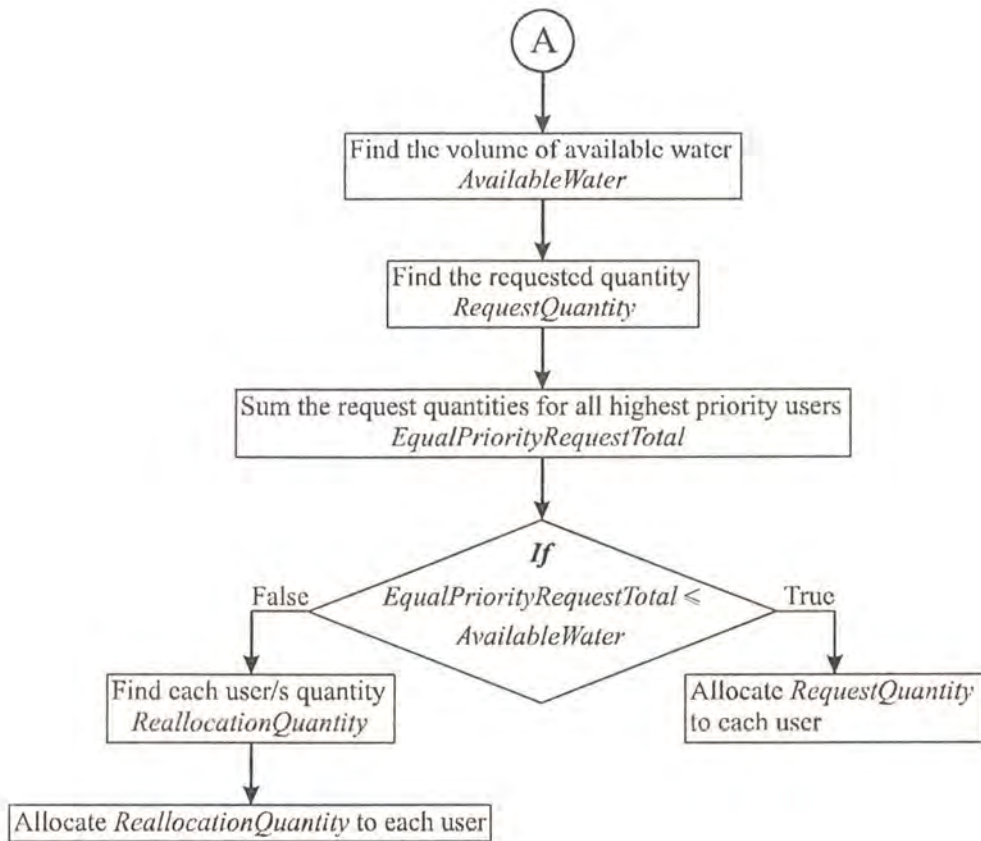 A
Find the volume of available water
AvailableWater
Find the requested quantity
RequestQuantity
Sum the request quantities for all highest priority users
EqualPriorityRequestTotal
If
EqualPriorityRequestTotal ⩽
AvailableWater
False
True
Find each user/s quantity
ReallocationQuantity
Allocate RequestQuantity
to each user
Allocate ReallocationQuantity to each user